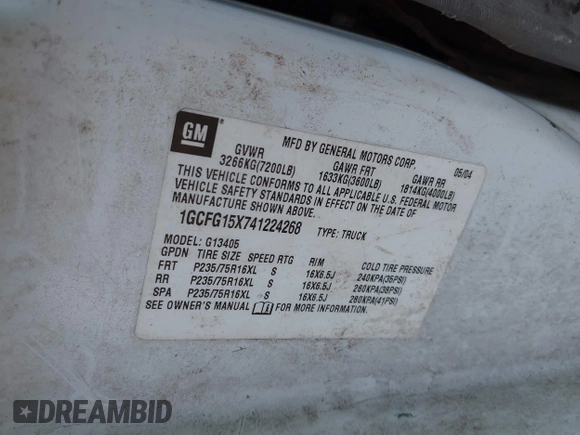 GM
MFD BY GENERAL MOTORS CORP. 05/04
GVWR GAWR FRT GAWR RR
3266KG(7200LB) 1633KG(3600LB) 1814KG(4000LB)
THIS VEHICLE CONFORMS TO ALL APPLICABLE U.S. FEDERAL MOTOR
VEHICLE SAFETY STANDARDS IN EFFECT ON THE DATE OF
MANUFACTURE SHOWN ABOVE.
1GCFG15X741224268 TYPE: TRUCK
MODEL: G13405
GPDN TIRE SIZE SPEED RTG RIM COLD TIRE PRESSURE
FRT P235/75R16XL S 16X6.5J 240KPA(35PSI)
RR P235/75R16XL S 16X6.5J 260KPA(38PSI)
SPA P235/75R16XL S 16X6.5J 280KPA(41PSI)
SEE OWNER'S MANUAL FOR MORE INFORMATION.
DREAMBID